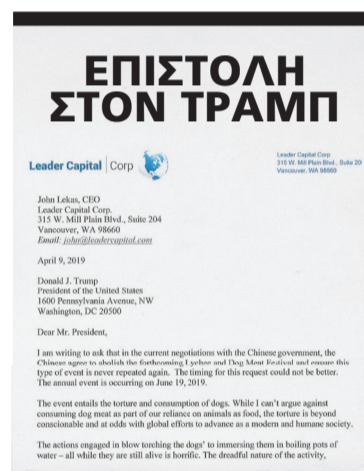 ΕΠΙΣΤΟΛΗ
ΣΤΟΝ ΤΡΑΜΠ
Leader Capital Corp
Leader Capital Corp
315 W. Mill Plain Blvd., Suite 20
Vancouver, WA 98660
John Lekas, CEO
Leader Capital Corp.
315 W. Mill Plain Blvd., Suite 204
Vancouver, WA 98660
Email: john@leadercapital.com
April 9, 2019
Donald J. Trump
President of the United States
1600 Pennsylvania Avenue, NW
Washington, DC 20500
Dear Mr. President,
I am writing to ask that in the current negotiations with the Chinese government, the
Chinese agree to abolish the forthcoming Lychee and Dog Meat Festival and ensure this
type of event is never repeated again. The timing for this request could not be better.
The annual event is occurring on June 19, 2019.
The event entails the torture and consumption of dogs. While I can't argue against
consuming dog meat as part of our reliance on animals as food, the torture is beyond
conscionable and at odds with global efforts to advance as a modern and humane society.
The actions engaged in blow torching the dogs' to immersing them in boiling pots of
water – all while they are still alive is horrific. The dreadful nature of the activity,